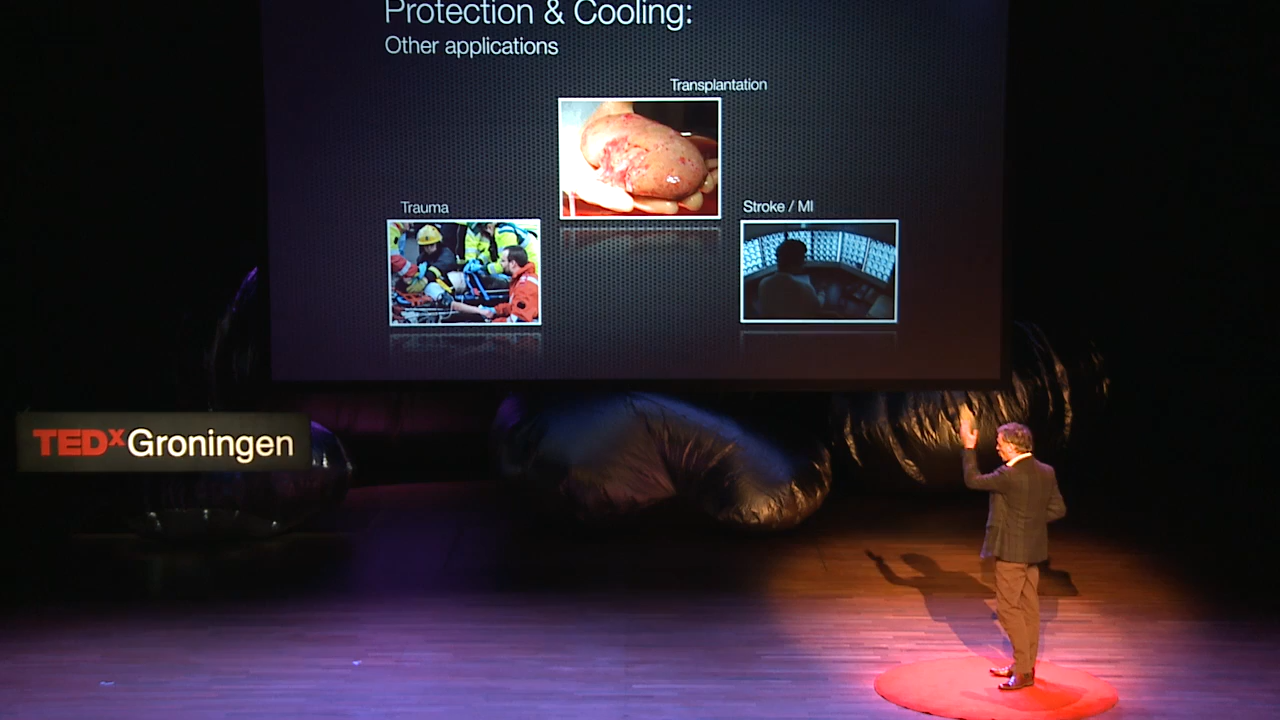 Protection & Cooling:
Other applications
Transplantation
Trauma
Stroke / MI
TEDxGroningen